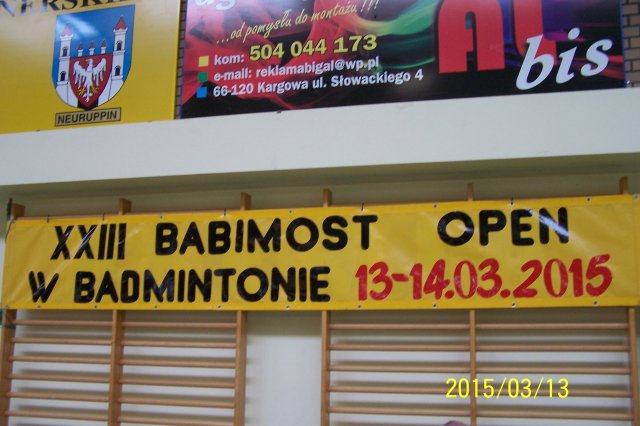 NEURUPPIN
...od pomysłu do montażu !!!
kom: 504 044 173
e-mail: reklamabigal@wp.pl
66-120 Kargowa ul. Słowackiego 4
AL
bis
XXIII BABIMOST OPEN
W BADMINTONIE 13-14.03.2015
2015/03/13